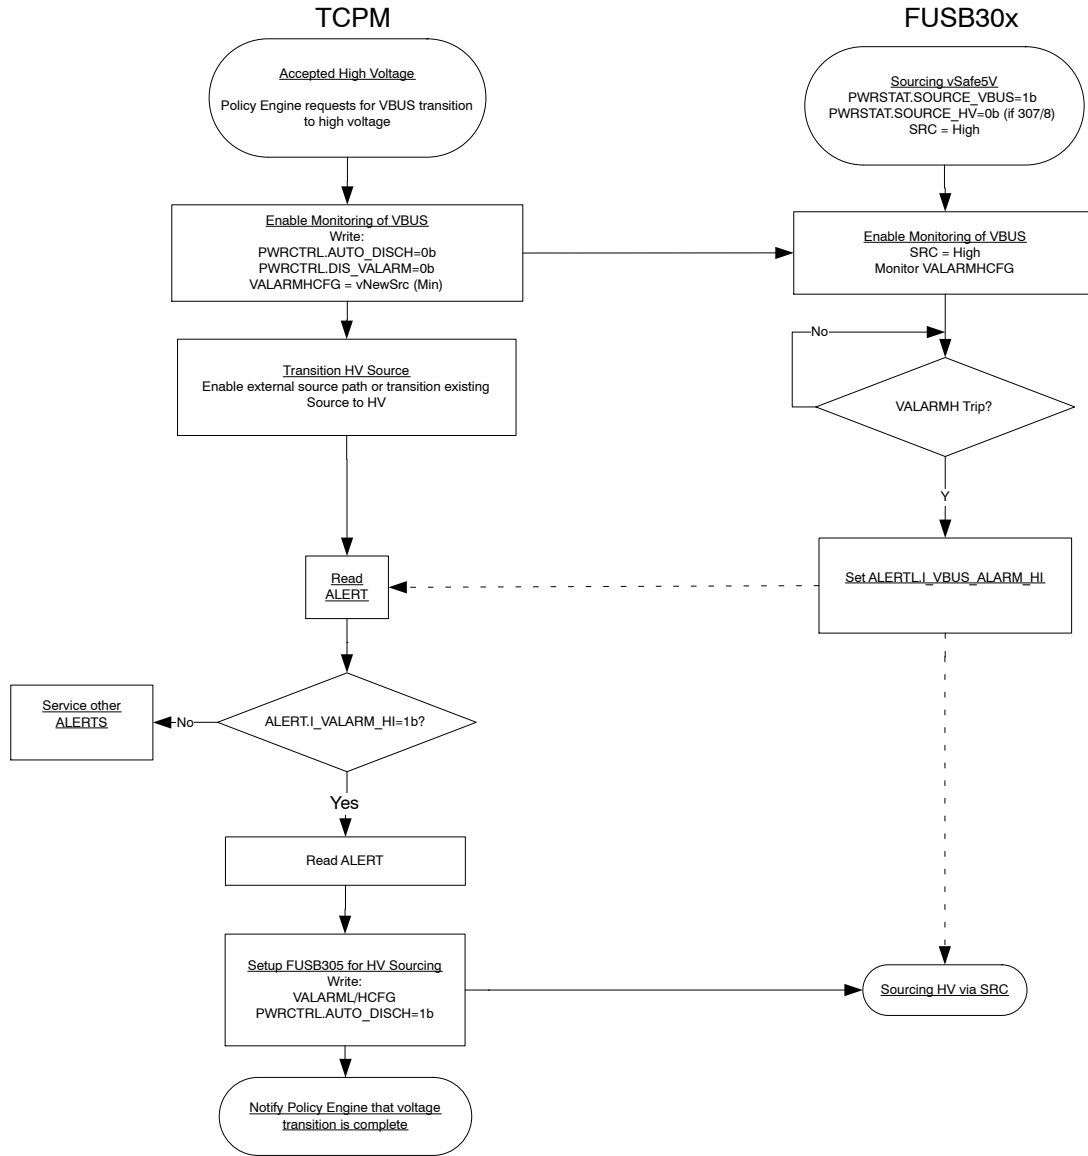 TCPM
FUSB30x
Accepted High Voltage
Policy Engine requests for VBUS transition
to high voltage
Sourcing vSafe5V
PWRSTAT.SOURCE_VBUS=1b
PWRSTAT.SOURCE_HV=0b (if 307/8)
SRC = High
Enable Monitoring of VBUS
Write:
PWRCTRL.AUTO_DISCH=0b
PWRCTRL.DIS_VALARM=0b
VALARMHCFG = vNewSrc (Min)
Enable Monitoring of VBUS
SRC = High
Monitor VALARMHCFG
No
Transition HV Source
Enable external source path or transition existing
Source to HV
VALARMH Trip?
Y
Read
ALERT
Set ALERTL.I_VBUS_ALARM_HI
Service other
ALERTS
No
ALERT.I_VALARM_HI=1b?
Yes
Read ALERT
Setup FUSB305 for HV Sourcing
Write:
VALARML/HCFG
PWRCTRL.AUTO_DISCH=1b
Sourcing HV via SRC
Notify Policy Engine that voltage
transition is complete